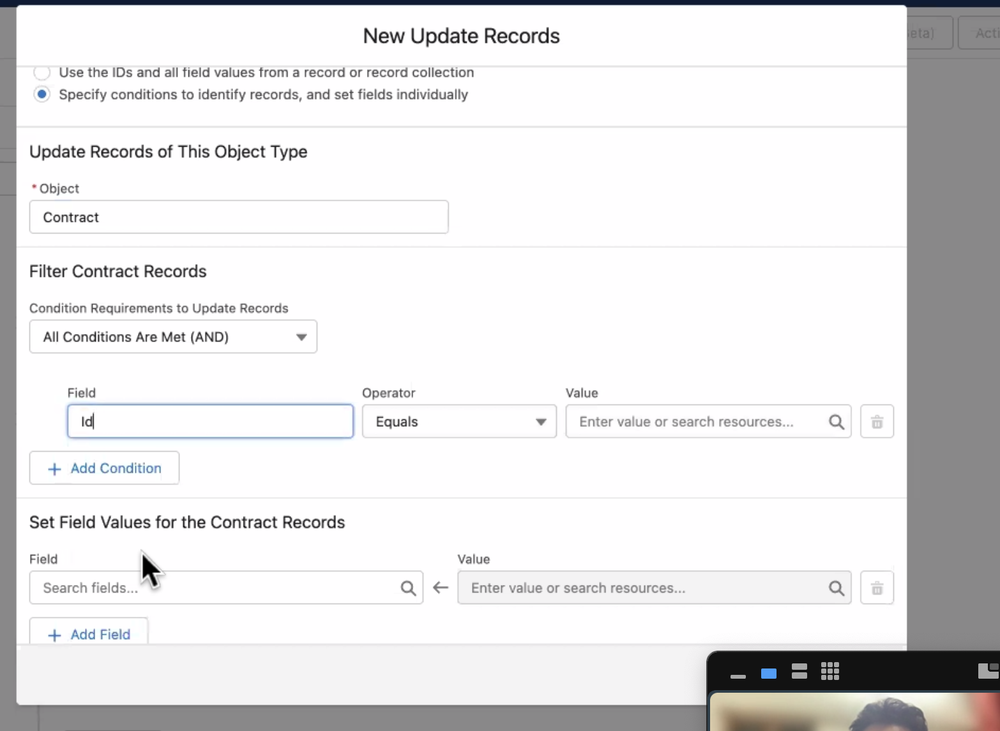 New Update Records
eta)
Acti
Use the IDs and all field values from a record or record collection
Specify conditions to identify records, and set fields individually
Update Records of This Object Type
* Object
Contract
Filter Contract Records
Condition Requirements to Update Records
All Conditions Are Met (AND)
Field Operator Value
Id Equals Enter value or search resources...
+ Add Condition
Set Field Values for the Contract Records
Field Value
Search fields... ← Enter value or search resources...
+ Add Field